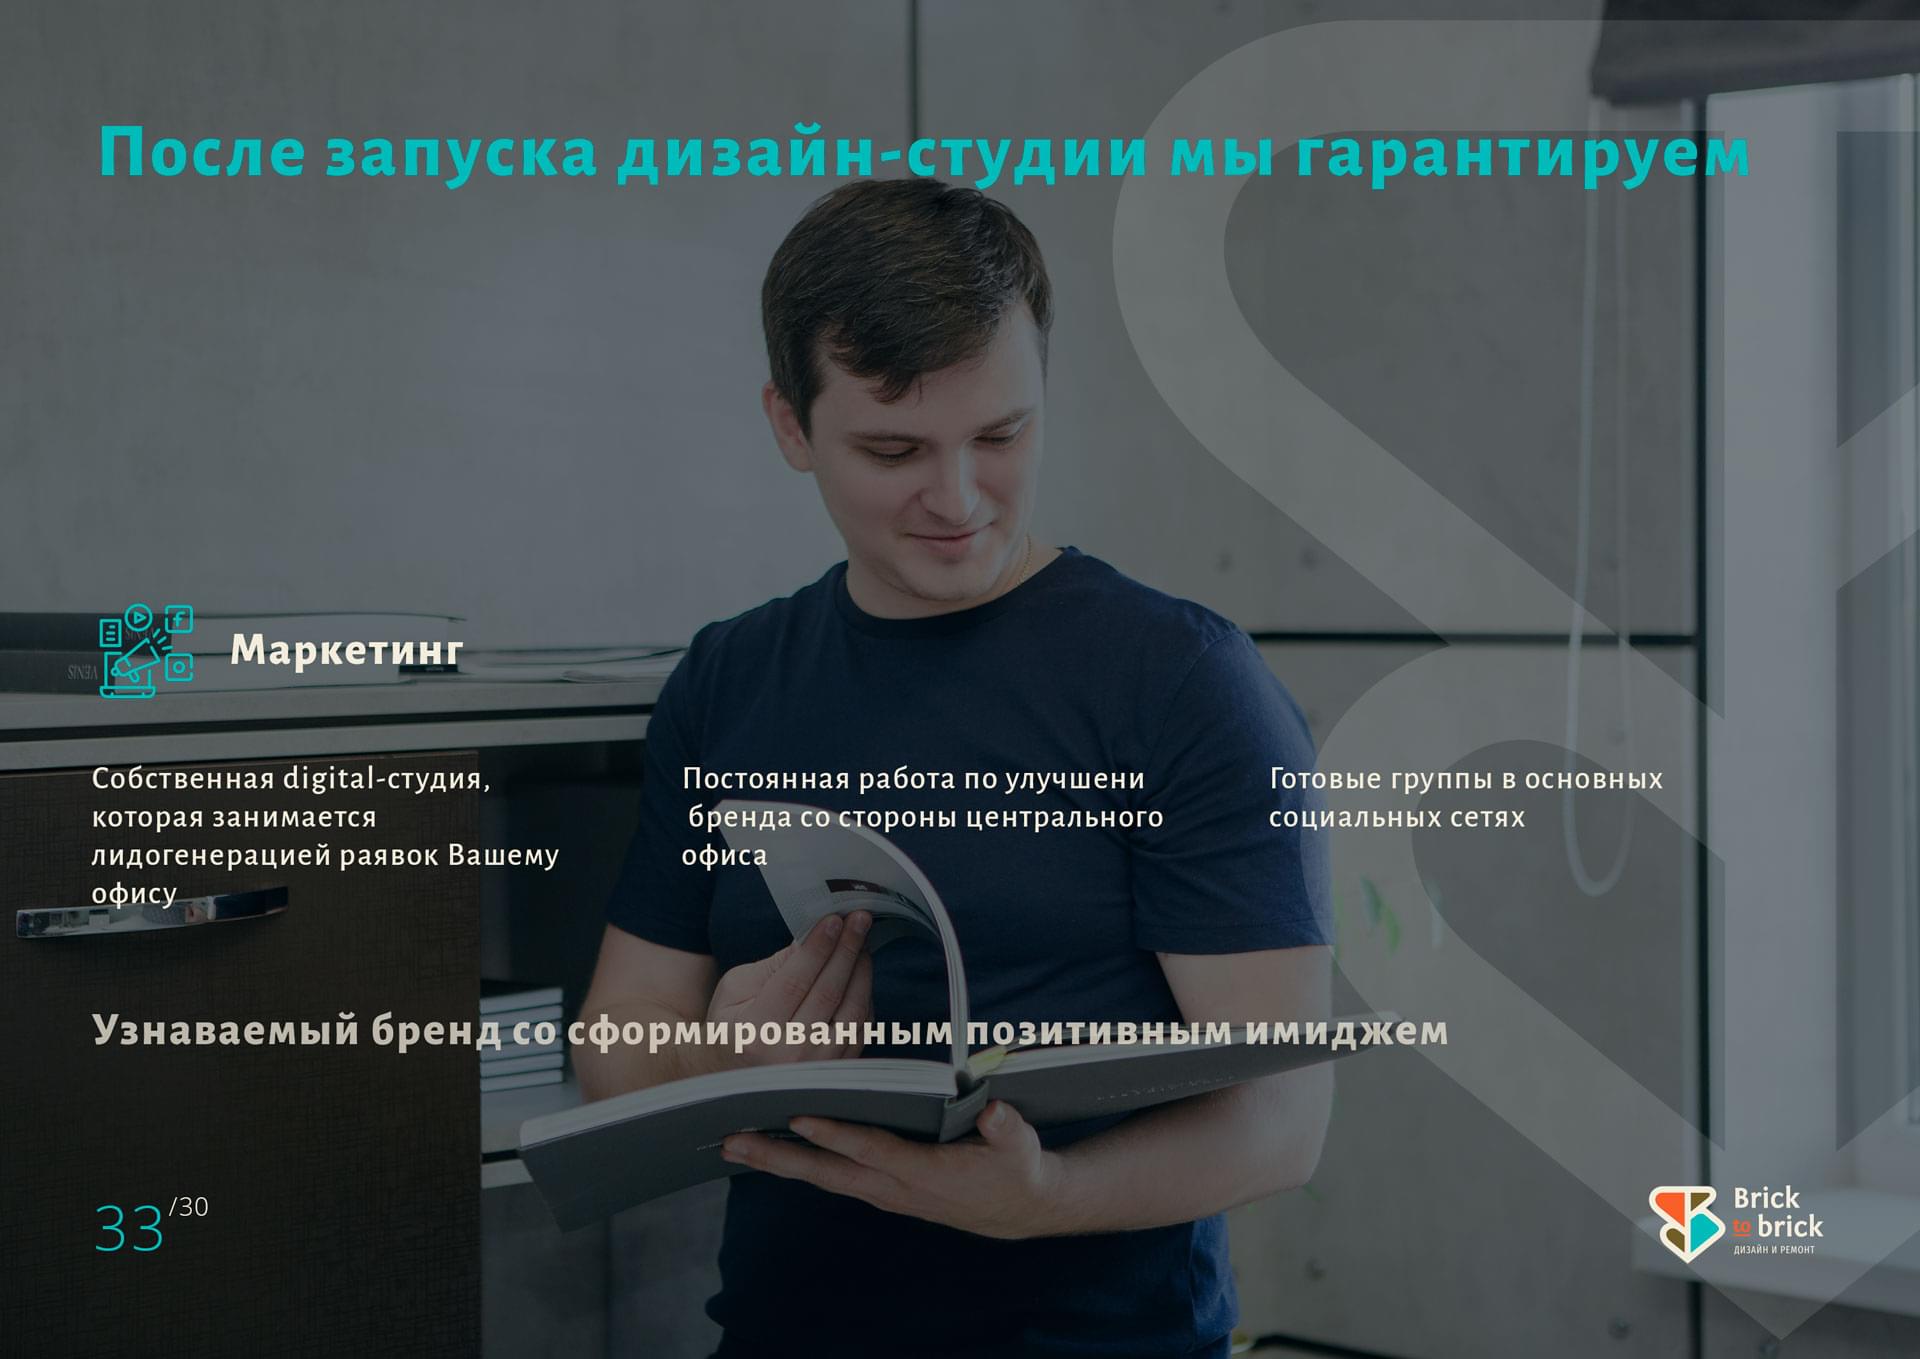 После запуска дизайн-студии мы гарантируем
Маркетинг
Собственная digital-студия,
которая занимается
лидогенерацией раявок Вашему
офису
Постоянная работа по улучшени
бренда со стороны центрального
офиса
Готовые группы в основных
социальных сетях
Узнаваемый бренд со сформированным позитивным имиджем
33/30
Brick
to brick
ДИЗАЙН И РЕМОНТ
VENIS